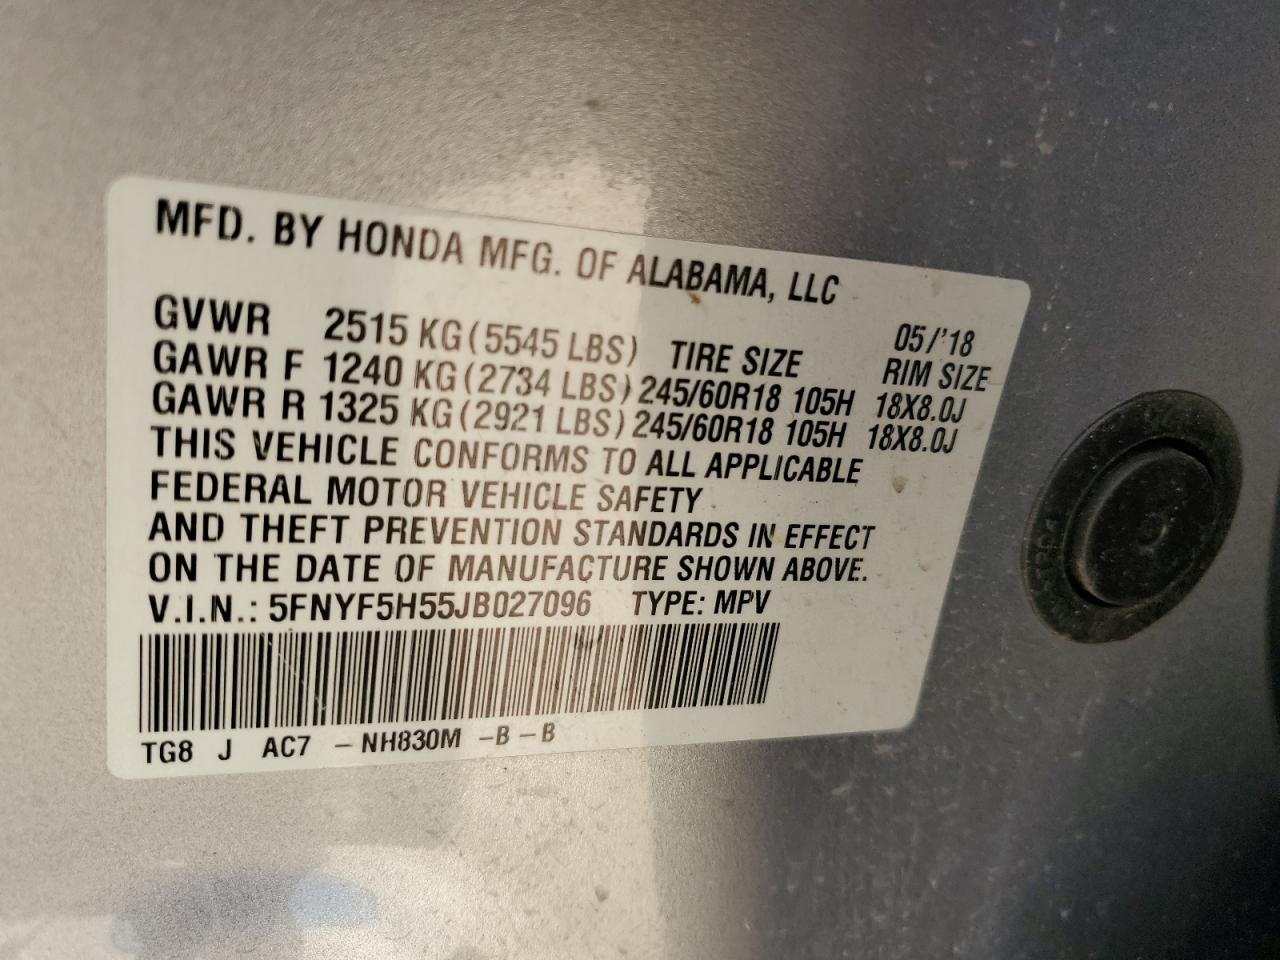 MFD. BY HONDA MFG. OF ALABAMA, LLC
05/'18
GVWR 2515 KG (5545 LBS) TIRE SIZE RIM SIZE
GAWR F 1240 KG (2734 LBS) 245/60R18 105H 18X8.0J
GAWR R 1325 KG (2921 LBS) 245/60R18 105H 18X8.0J
THIS VEHICLE CONFORMS TO ALL APPLICABLE
FEDERAL MOTOR VEHICLE SAFETY
AND THEFT PREVENTION STANDARDS IN EFFECT
ON THE DATE OF MANUFACTURE SHOWN ABOVE.
V.I.N.: 5FNYF5H55JB027096 TYPE: MPV
TG8 J AC7 - NH830M - B - B